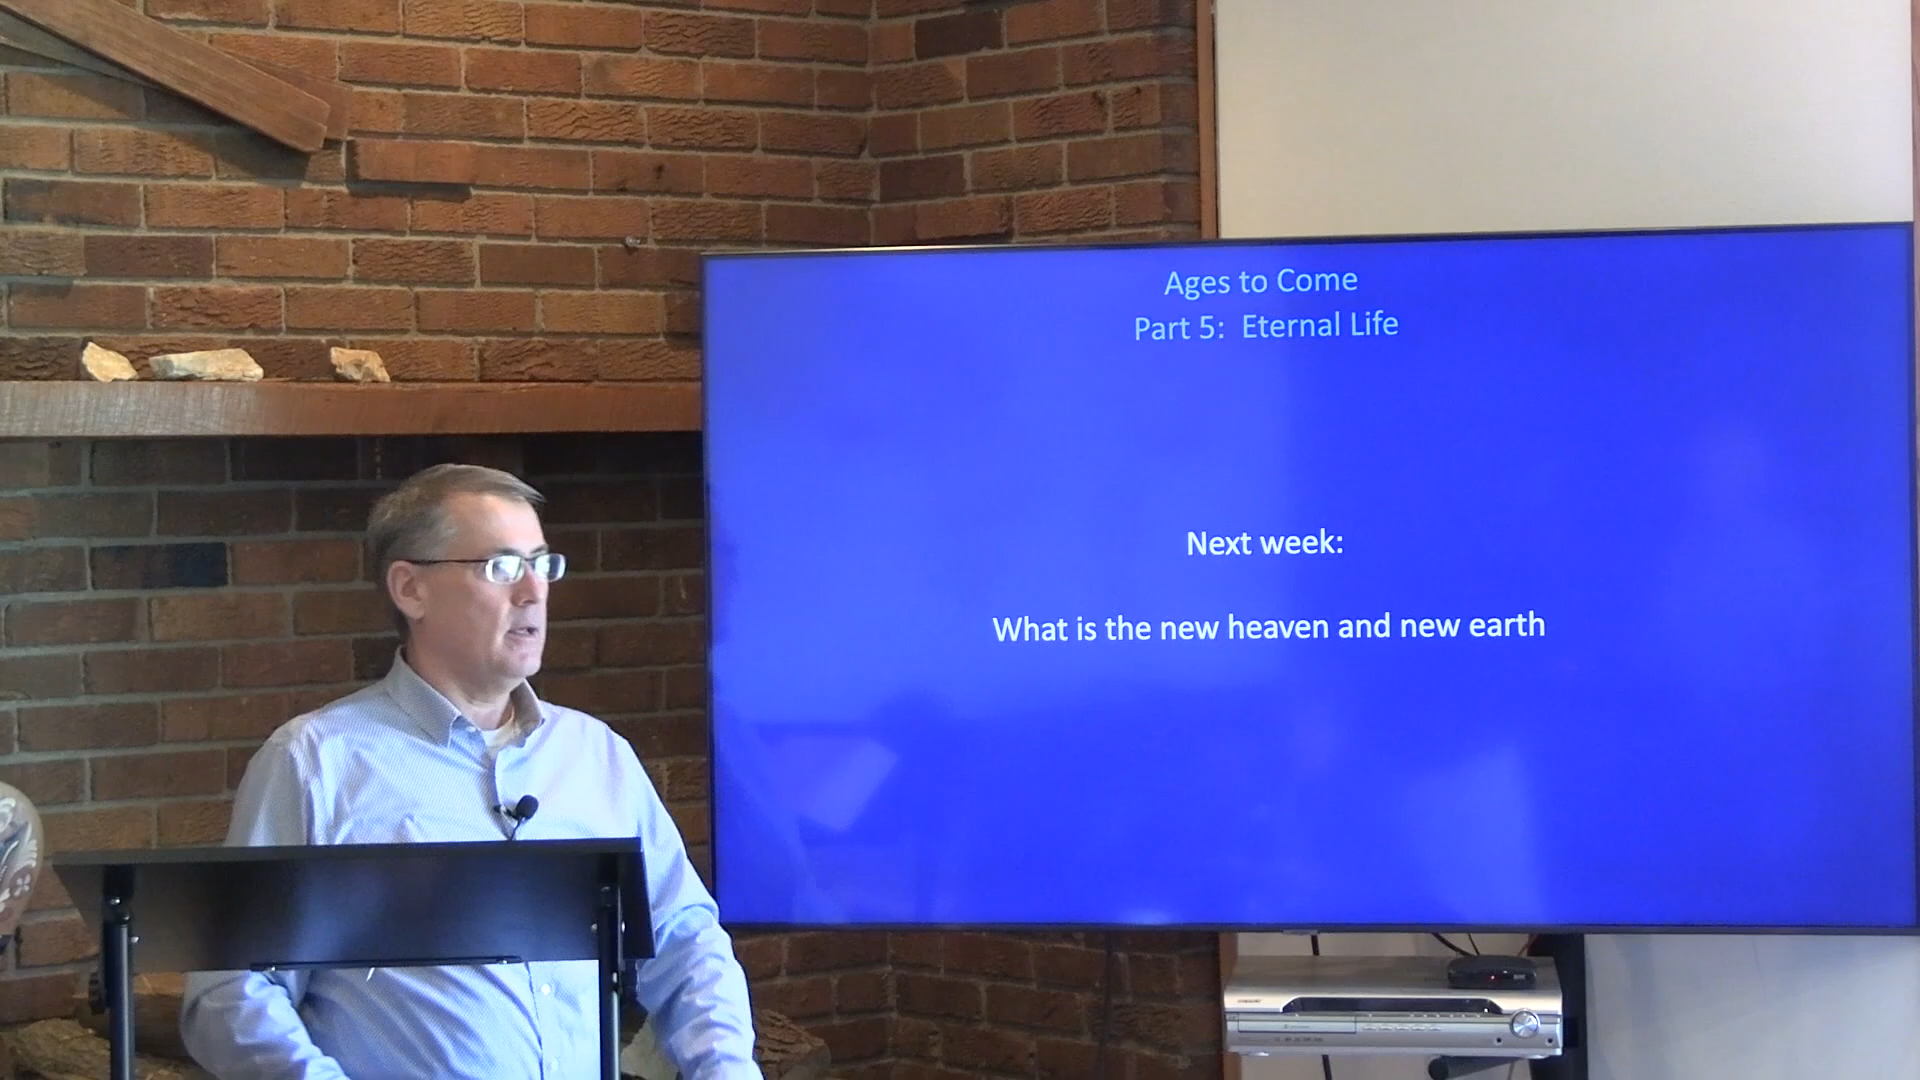 Ages to Come
Part 5: Eternal Life
Next week:
What is the new heaven and new earth